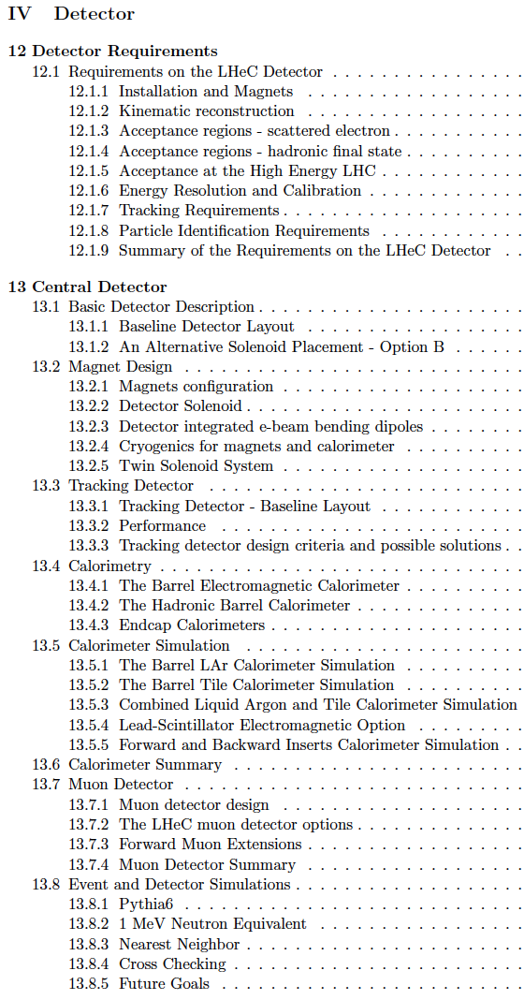 IV Detector
12 Detector Requirements
12.1 Requirements on the LHeC Detector . . . . . . . . . . . . . . . .
12.1.1 Installation and Magnets . . . . . . . . . . . . . . . . . .
12.1.2 Kinematic reconstruction . . . . . . . . . . . . . . . . . .
12.1.3 Acceptance regions - scattered electron . . . . . . . . . . .
12.1.4 Acceptance regions - hadronic final state . . . . . . . . . .
12.1.5 Acceptance at the High Energy LHC . . . . . . . . . . . .
12.1.6 Energy Resolution and Calibration . . . . . . . . . . . . .
12.1.7 Tracking Requirements . . . . . . . . . . . . . . . . . . . .
12.1.8 Particle Identification Requirements . . . . . . . . . . . .
12.1.9 Summary of the Requirements on the LHeC Detector . .
13 Central Detector
13.1 Basic Detector Description . . . . . . . . . . . . . . . . . . . . . .
13.1.1 Baseline Detector Layout . . . . . . . . . . . . . . . . . .
13.1.2 An Alternative Solenoid Placement - Option B . . . . . .
13.2 Magnet Design . . . . . . . . . . . . . . . . . . . . . . . . . . . .
13.2.1 Magnets configuration . . . . . . . . . . . . . . . . . . . .
13.2.2 Detector Solenoid . . . . . . . . . . . . . . . . . . . . . . .
13.2.3 Detector integrated e-beam bending dipoles . . . . . . . .
13.2.4 Cryogenics for magnets and calorimeter . . . . . . . . . .
13.2.5 Twin Solenoid System . . . . . . . . . . . . . . . . . . . .
13.3 Tracking Detector . . . . . . . . . . . . . . . . . . . . . . . . . .
13.3.1 Tracking Detector - Baseline Layout . . . . . . . . . . . .
13.3.2 Performance . . . . . . . . . . . . . . . . . . . . . . . . .
13.3.3 Tracking detector design criteria and possible solutions . .
13.4 Calorimetry . . . . . . . . . . . . . . . . . . . . . . . . . . . . . .
13.4.1 The Barrel Electromagnetic Calorimeter . . . . . . . . . .
13.4.2 The Hadronic Barrel Calorimeter . . . . . . . . . . . . . .
13.4.3 Endcap Calorimeters . . . . . . . . . . . . . . . . . . . . .
13.5 Calorimeter Simulation . . . . . . . . . . . . . . . . . . . . . . .
13.5.1 The Barrel LAr Calorimeter Simulation . . . . . . . . . .
13.5.2 The Barrel Tile Calorimeter Simulation . . . . . . . . . .
13.5.3 Combined Liquid Argon and Tile Calorimeter Simulation
13.5.4 Lead-Scintillator Electromagnetic Option . . . . . . . . .
13.5.5 Forward and Backward Inserts Calorimeter Simulation . .
13.6 Calorimeter Summary . . . . . . . . . . . . . . . . . . . . . . . .
13.7 Muon Detector . . . . . . . . . . . . . . . . . . . . . . . . . . . .
13.7.1 Muon detector design . . . . . . . . . . . . . . . . . . . .
13.7.2 The LHeC muon detector options . . . . . . . . . . . . . .
13.7.3 Forward Muon Extensions . . . . . . . . . . . . . . . . . .
13.7.4 Muon Detector Summary . . . . . . . . . . . . . . . . . .
13.8 Event and Detector Simulations . . . . . . . . . . . . . . . . . . .
13.8.1 Pythia6 . . . . . . . . . . . . . . . . . . . . . . . . . . . .
13.8.2 1 MeV Neutron Equivalent . . . . . . . . . . . . . . . . .
13.8.3 Nearest Neighbor . . . . . . . . . . . . . . . . . . . . . . .
13.8.4 Cross Checking . . . . . . . . . . . . . . . . . . . . . . . .
13.8.5 Future Goals . . . . . . . . . . . . . . . . . . . . . . . . .